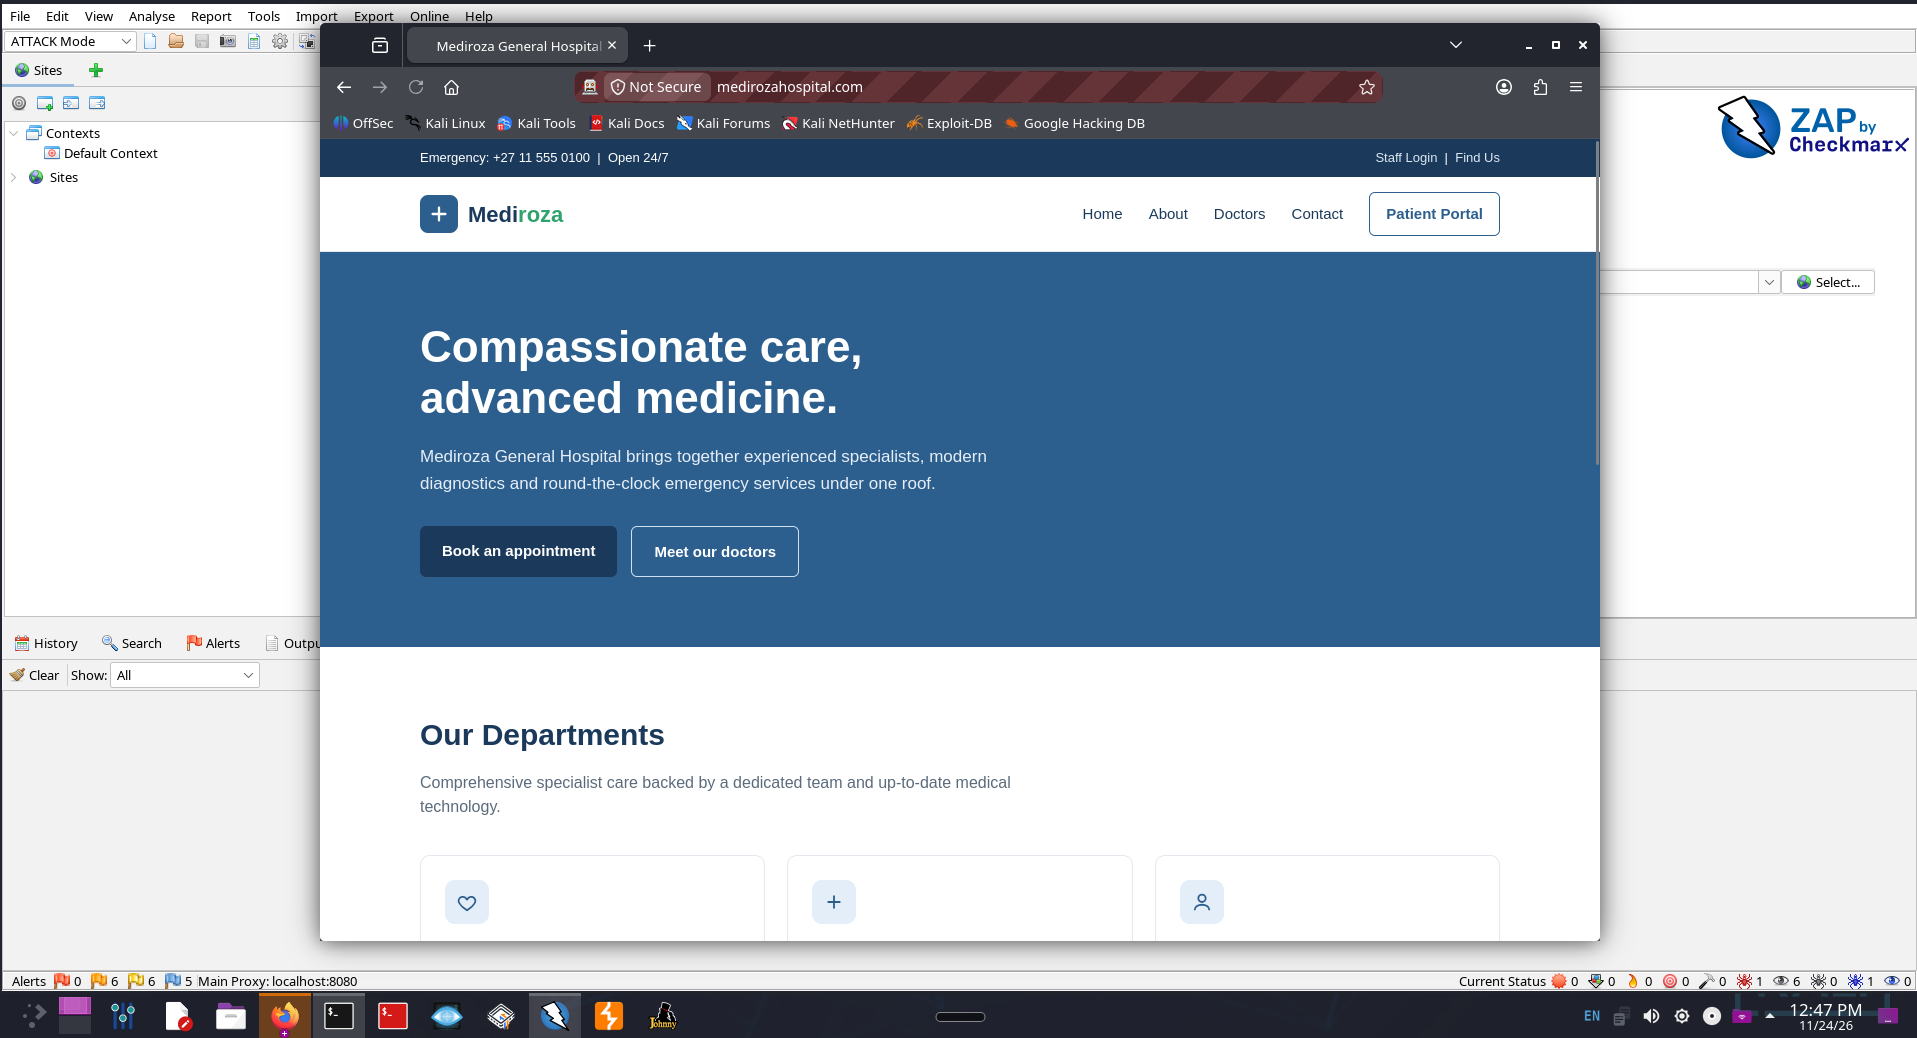 File Edit View Analyse Report Tools Import Export Online Help
ATTACK Mode
Sites
Contexts
Default Context
Sites
Mediroza General Hospital
Not Secure medirozahospital.com
OffSec Kali Linux Kali Tools Kali Docs Kali Forums Kali NetHunter Exploit-DB Google Hacking DB
Emergency: +27 11 555 0100 | Open 24/7
Staff Login | Find Us
Mediroza
Home About Doctors Contact Patient Portal
Compassionate care,
advanced medicine.
Mediroza General Hospital brings together experienced specialists, modern
diagnostics and round-the-clock emergency services under one roof.
Book an appointment Meet our doctors
Our Departments
Comprehensive specialist care backed by a dedicated team and up-to-date medical
technology.
ZAP by
Checkmarx
Select...
History Search Alerts
Clear Show: All
Alerts 0 6 6 5 Main Proxy: localhost:8080
Current Status 0 0 0 0 0 1 6 0 1 0
Johnny
EN
12:47 PM
11/24/26